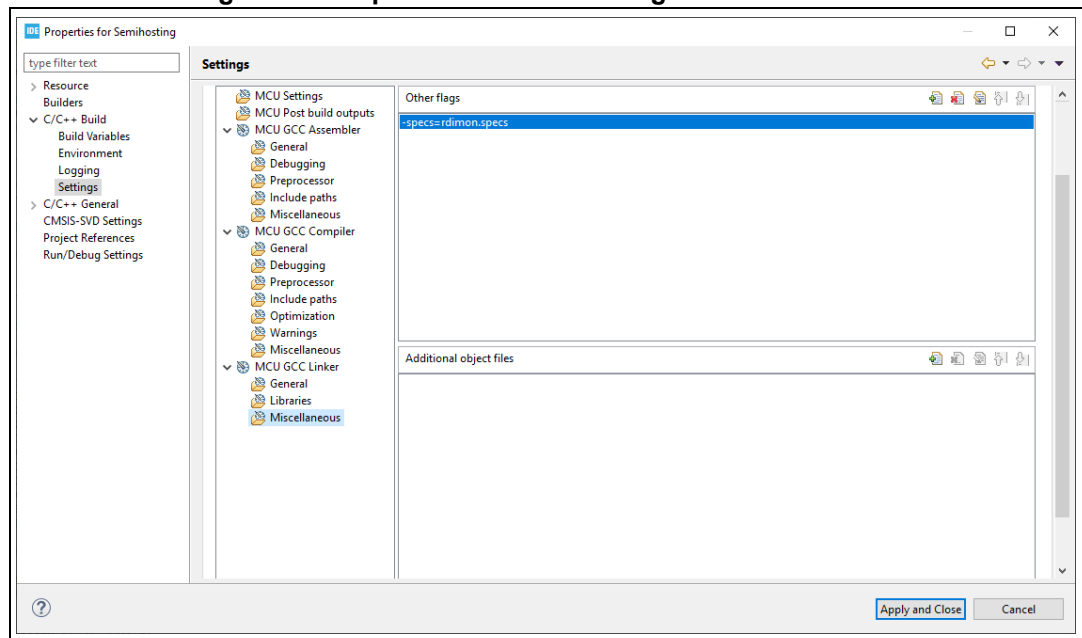 IDE Properties for Semihosting
type filter text
Resource
Builders
C/C++ Build
Build Variables
Environment
Logging
Settings
C/C++ General
CMSIS-SVD Settings
Project References
Run/Debug Settings
Settings
MCU Settings
MCU Post build outputs
MCU GCC Assembler
General
Debugging
Preprocessor
Include paths
Miscellaneous
MCU GCC Compiler
General
Debugging
Preprocessor
Include paths
Optimization
Warnings
Miscellaneous
MCU GCC Linker
General
Libraries
Miscellaneous
Other flags
-specs=rdimon.specs
Additional object files
?
Apply and Close
Cancel